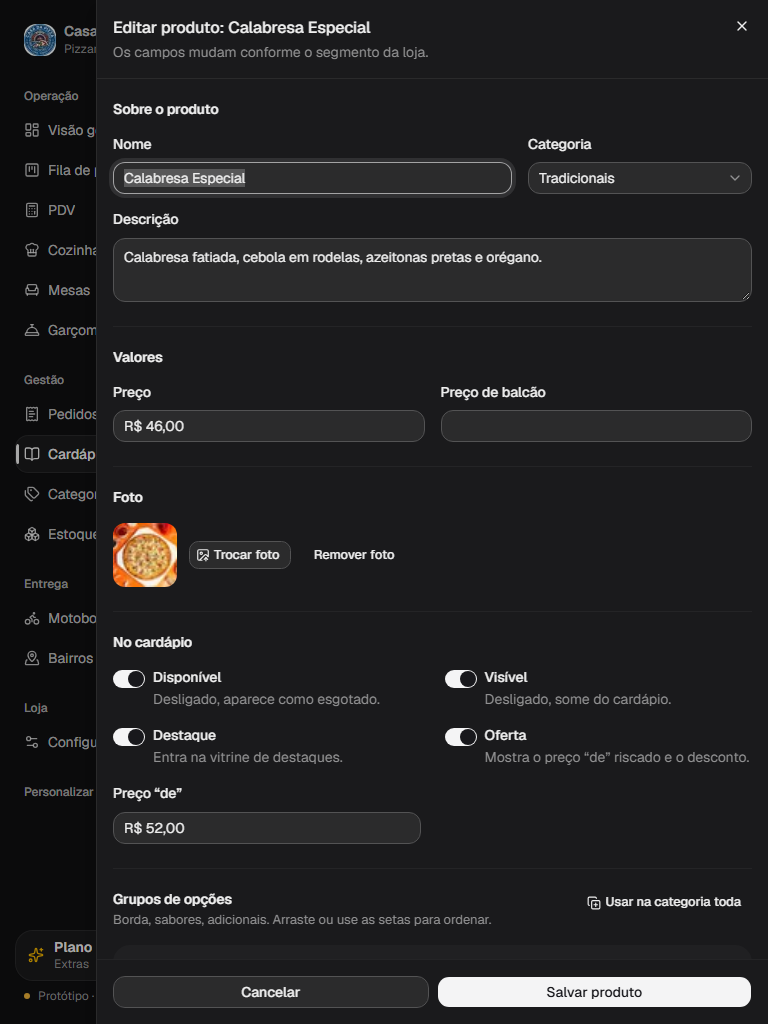 Casa
Pizzar
Operação
Visão g
Fila de p
PDV
Cozinha
Mesas
Garçom
Gestão
Pedidos
Cardáp
Categor
Estoque
Entrega
Motobo
Bairros
Loja
Configu
Personalizar
Plano
Extras
Protótipo ·
Editar produto: Calabresa Especial
Os campos mudam conforme o segmento da loja.
Sobre o produto
Nome
Categoria
Calabresa Especial
Tradicionais
Descrição
Calabresa fatiada, cebola em rodelas, azeitonas pretas e orégano.
Valores
Preço
Preço de balcão
R$ 46,00
Foto
Trocar foto
Remover foto
No cardápio
Disponível
Desligado, aparece como esgotado.
Visível
Desligado, some do cardápio.
Destaque
Entra na vitrine de destaques.
Oferta
Mostra o preço “de” riscado e o desconto.
Preço “de”
R$ 52,00
Grupos de opções
Usar na categoria toda
Borda, sabores, adicionais. Arraste ou use as setas para ordenar.
Cancelar
Salvar produto